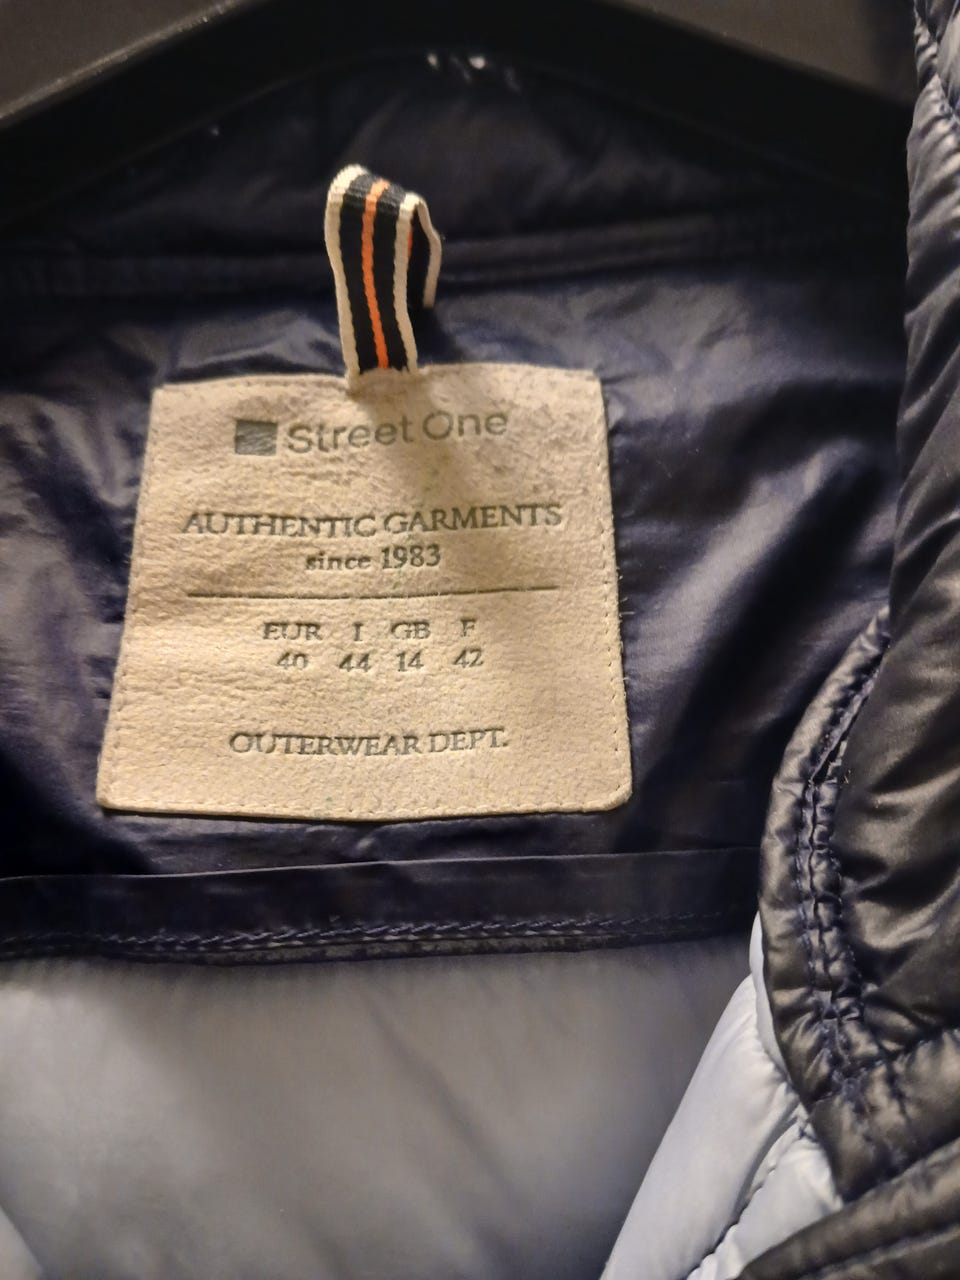 Street One
AUTHENTIC GARMENTS
since 1983
EUR I GB F
40 44 14 42
OUTERWEAR DEPT.